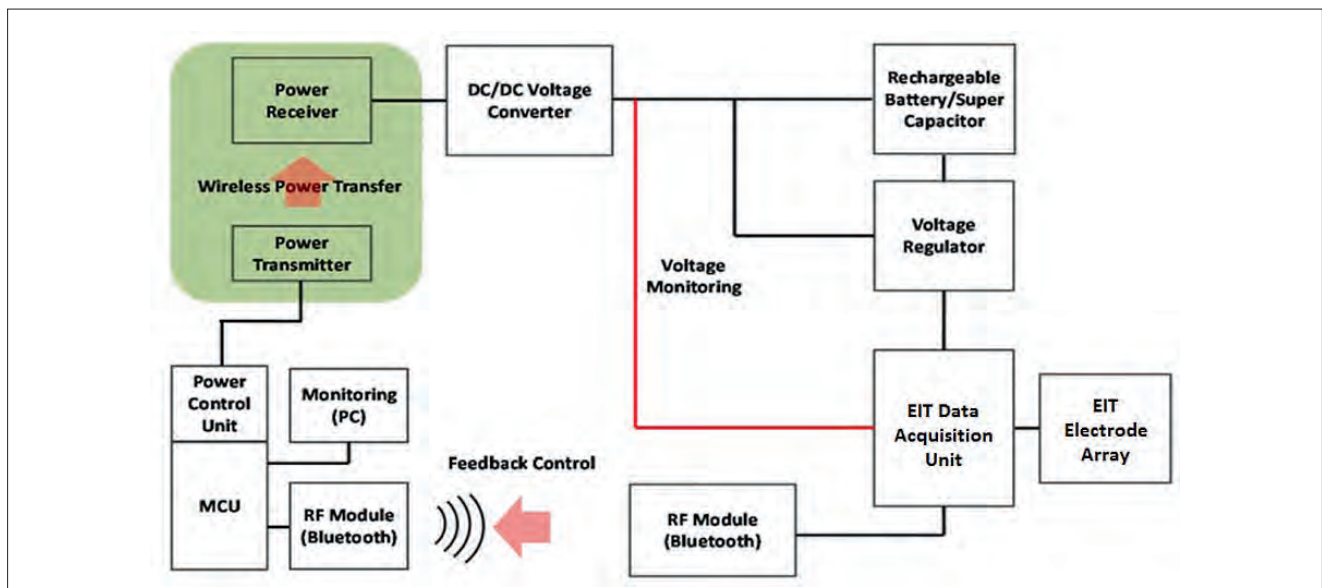 Power
Receiver
DC/DC Voltage
Converter
Rechargeable
Battery/Super
Capacitor
Wireless Power Transfer
Power
Transmitter
Voltage
Regulator
Voltage
Monitoring
Power
Control
Unit
Monitoring
(PC)
EIT Data
Acquisition
Unit
EIT
Electrode
Array
Feedback Control
MCU
RF Module
(Bluetooth)
RF Module
(Bluetooth)